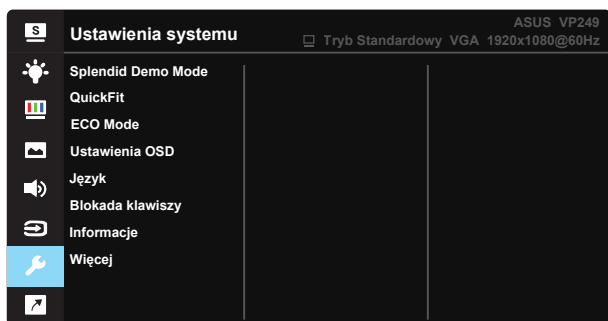 S
Ustawienia systemu
ASUS VP249
Tryb Standardowy VGA 1920x1080@60Hz
Splendid Demo Mode
QuickFit
ECO Mode
Ustawienia OSD
Język
Blokada klawiszy
Informacje
Więcej